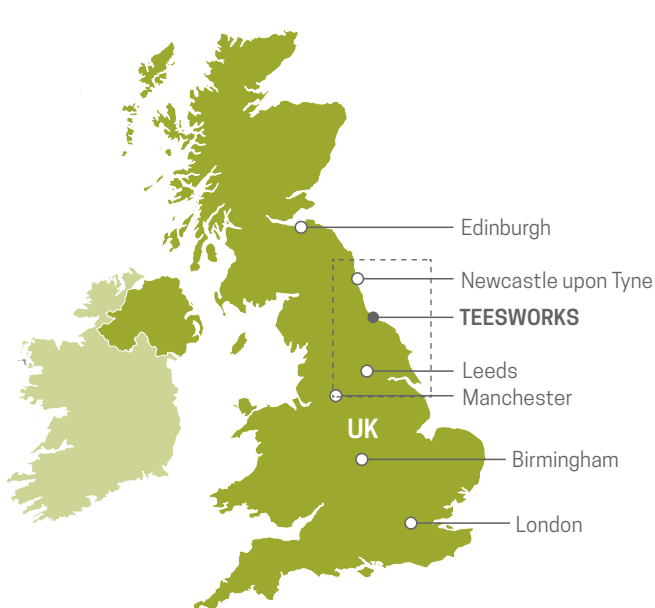 Edinburgh
Newcastle upon Tyne
TEESWORKS
Leeds
Manchester
UK
Birmingham
London